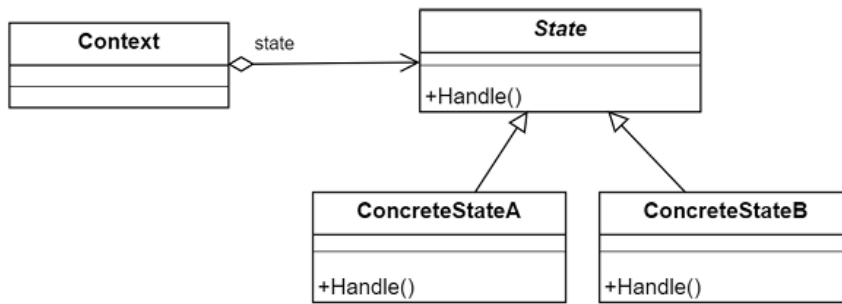 Context
state
State
+Handle()
ConcreteStateA
+Handle()
ConcreteStateB
+Handle()